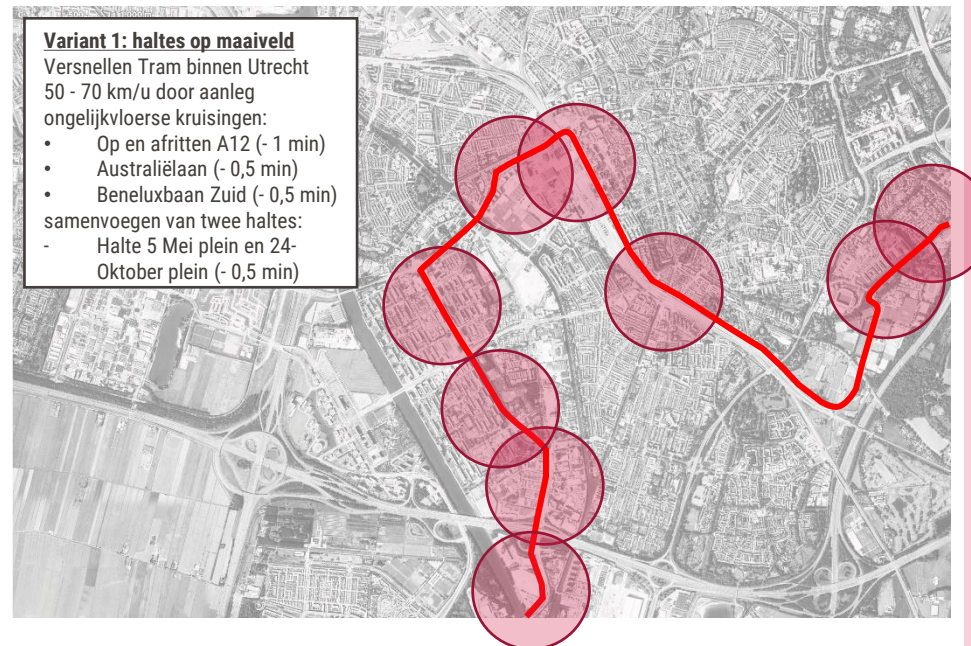 Variant 1: haltes op maaiveld
Versnellen Tram binnen Utrecht
50 - 70 km/u door aanleg
ongelijkvloerse kruisingen:
• Op en afritten A12 (- 1 min)
• Australiëlaan (- 0,5 min)
• Beneluxbaan Zuid (- 0,5 min)
samenvoegen van twee haltes:
- Halte 5 Mei plein en 24-
Oktober plein (- 0,5 min)